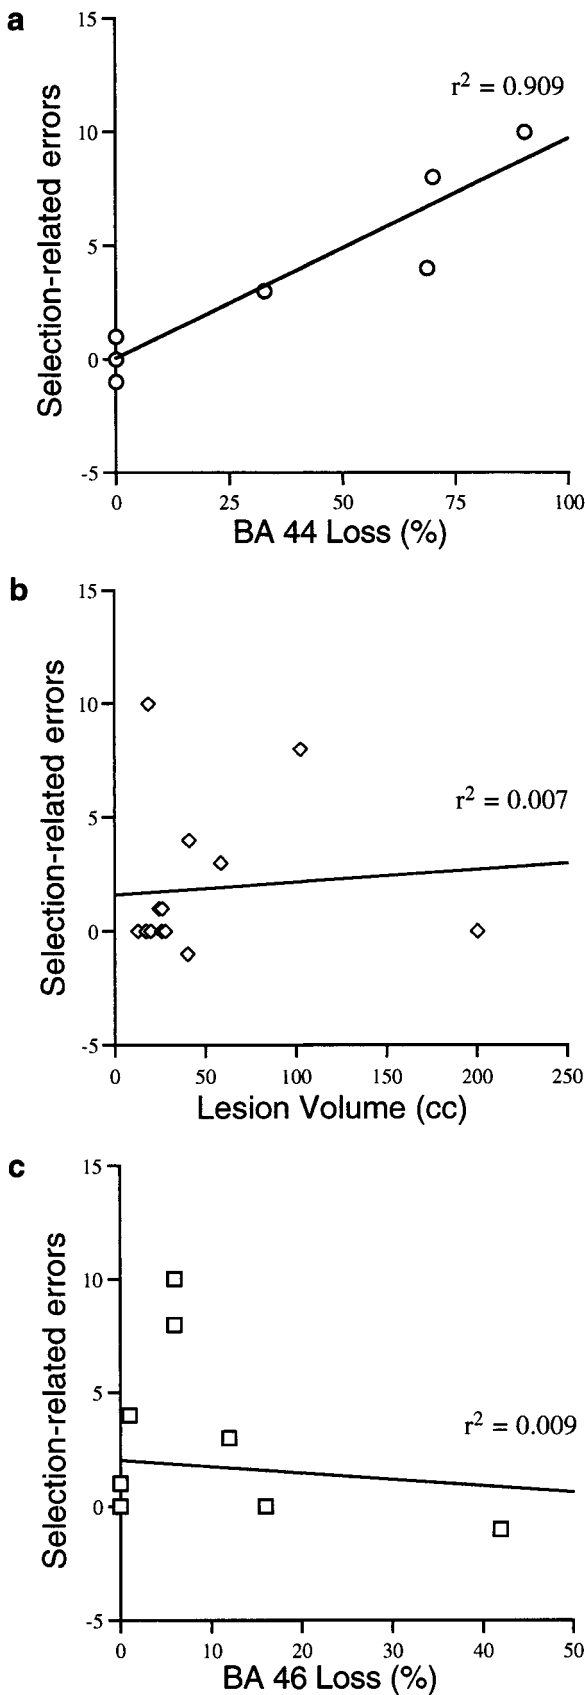 a
15
r² = 0.909
10
Selection-related errors
5
0
-5
0 25 50 75 100
BA 44 Loss (%)
b
15
10
Selection-related errors
r² = 0.007
5
0
-5
0 50 100 150 200 250
Lesion Volume (cc)
c
15
10
Selection-related errors
5
r² = 0.009
0
-5
0 10 20 30 40 50
BA 46 Loss (%)